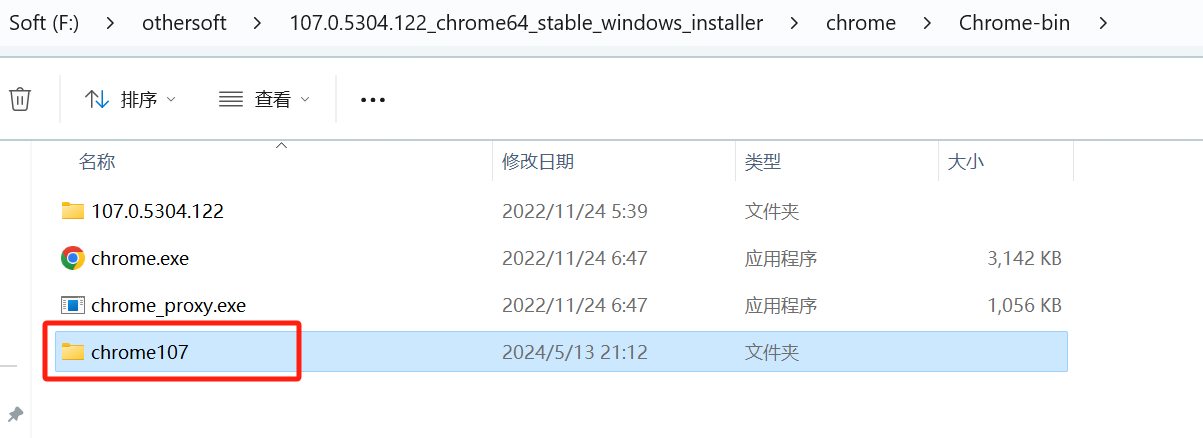 Soft (F:) > othersoft > 107.0.5304.122_chrome64_stable_windows_installer > chrome > Chrome-bin >
排序 查看 •••
名称 修改日期 类型 大小
107.0.5304.122 2022/11/24 5:39 文件夹
chrome.exe 2022/11/24 6:47 应用程序 3,142 KB
chrome_proxy.exe 2022/11/24 6:47 应用程序 1,056 KB
chrome107 2024/5/13 21:12 文件夹